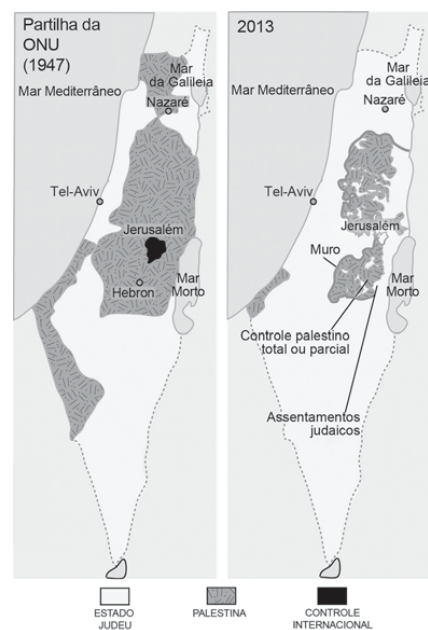 Partilha da
ONU
(1947)
Mar
da Galileia
Mar Mediterrâneo
Nazaré
Tel-Aviv
Jerusalém
Hebron
Mar
Morto
2013
Mar
da Galileia
Mar Mediterrâneo
Nazaré
Tel-Aviv
Jerusalém
Muro
Mar
Morto
Controle palestino
total ou parcial
Assentamentos
judaicos
ESTADO
JUDEU
PALESTINA
CONTROLE
INTERNACIONAL